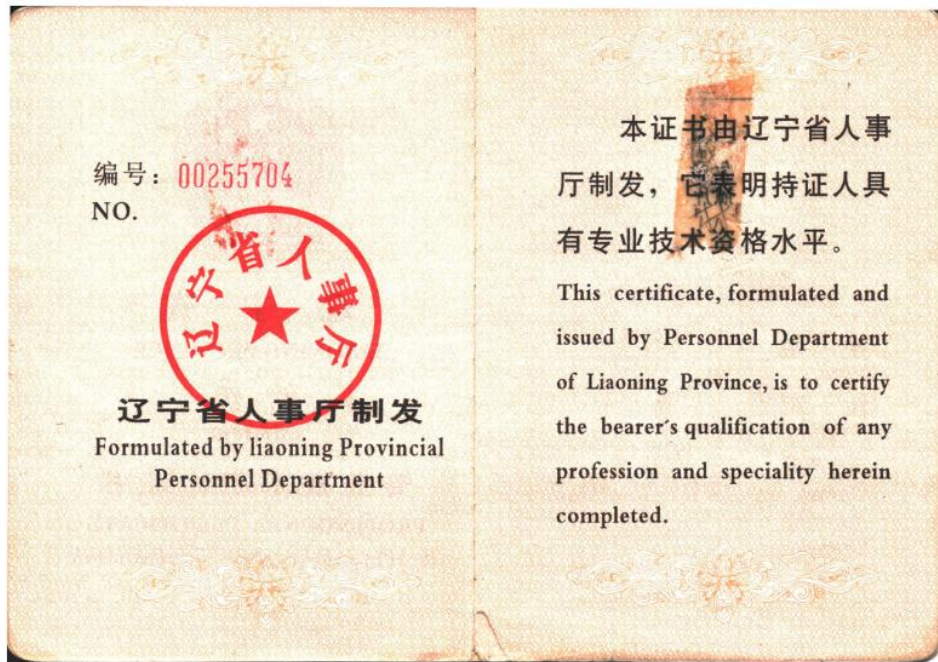 编号：00255704
NO.
辽宁省人事厅
辽宁省人事厅制发
Formulated by liaoning Provincial
Personnel Department
本证书由辽宁省人事
厅制发，它表明持证人具
有专业技术资格水平。
This certificate, formulated and
issued by Personnel Department
of Liaoning Province, is to certify
the bearer's qualification of any
profession and speciality herein
completed.